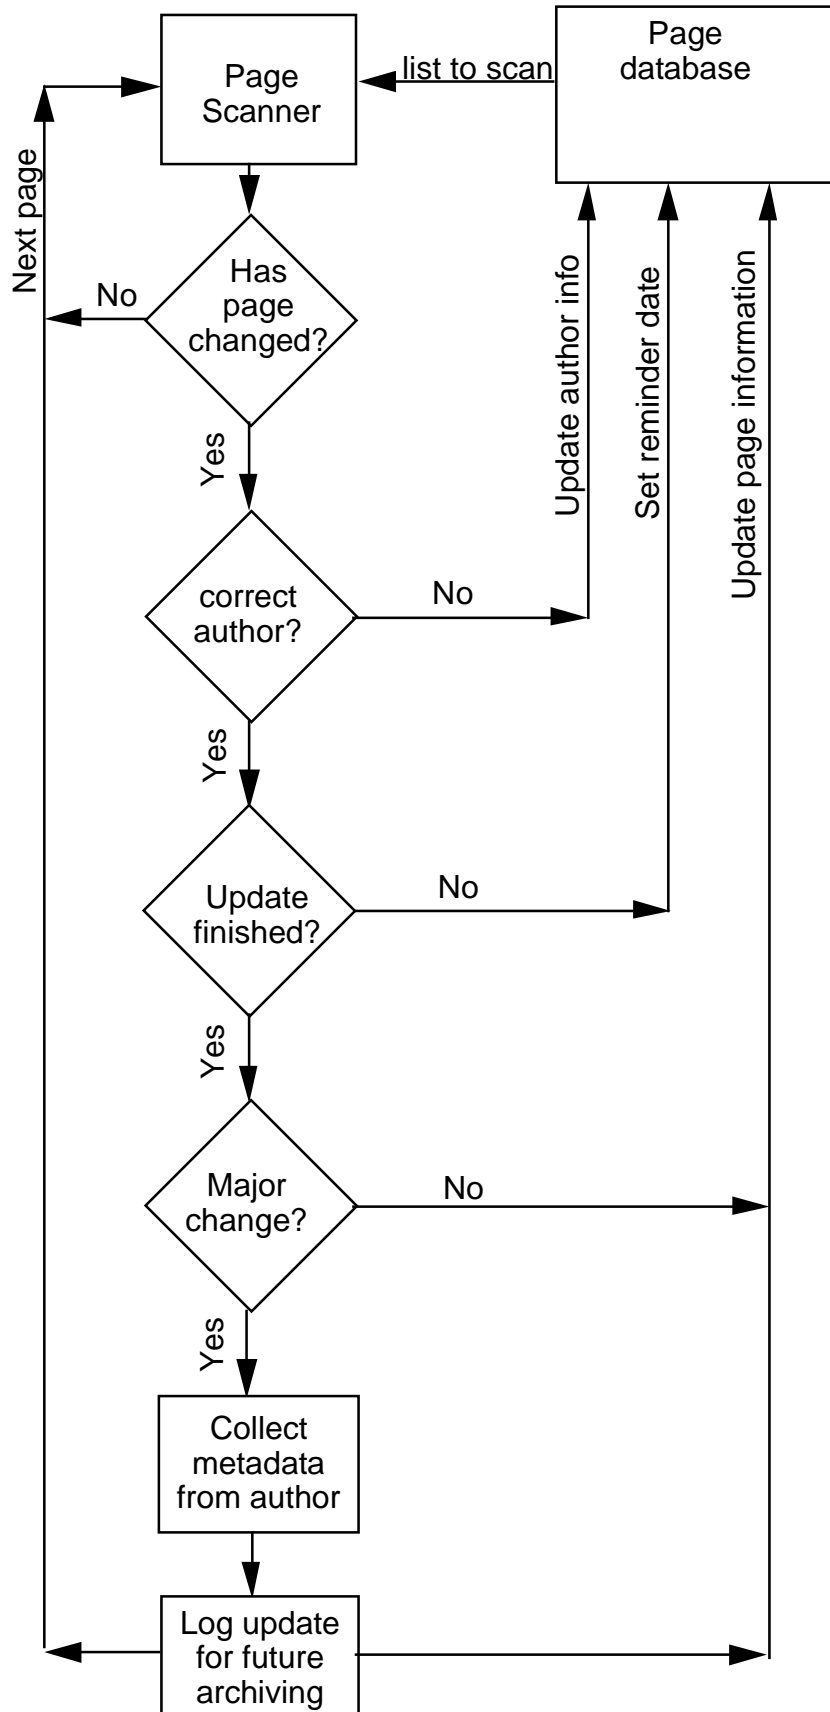 Page
Scanner
list to scan
Page
database
Next page
Has
page
changed?
No
Yes
Update author info
Set reminder date
Update page information
correct
author?
No
Yes
Update
finished?
No
Yes
Major
change?
No
Yes
Collect
metadata
from author
Log update
for future
archiving